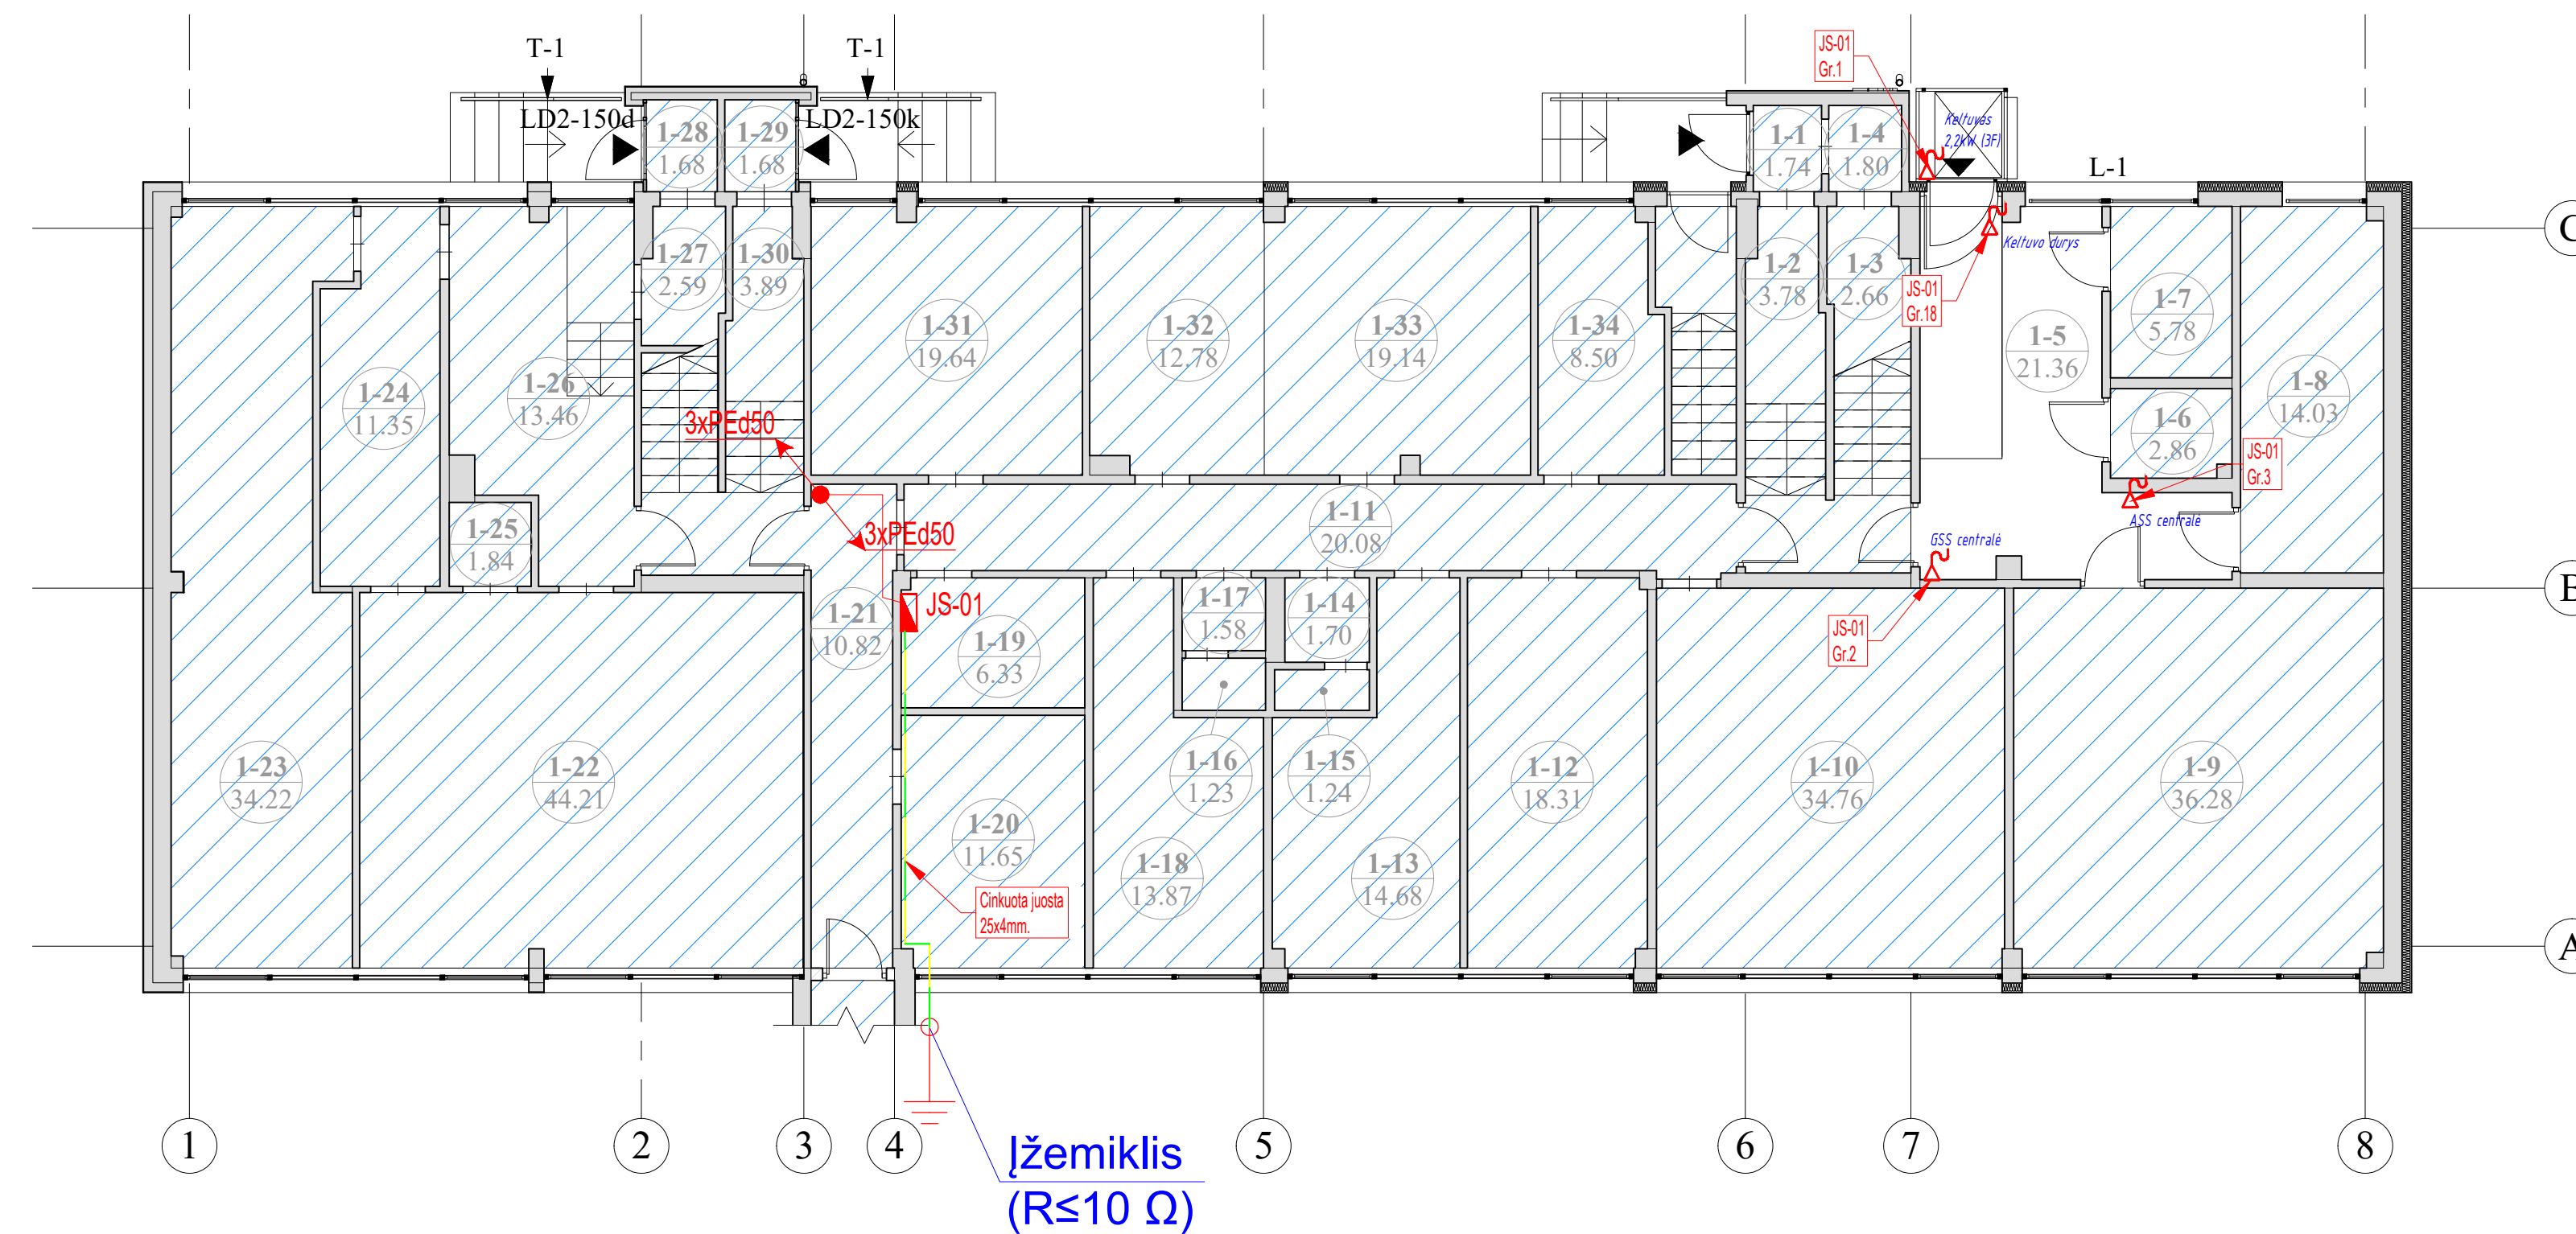 T-1
T-1
JS-01
Gr.1
LD2-150d
LD2-150k
1-28
1.68
1-29
1.68
1-1
1.74
1-4
1.80
Keltuvas
2,2kW (3F)
L-1
1-27
2.59
1-30
3.89
1-2
3.78
1-3
2.66
Keltuvo durys
JS-01
Gr.18
C
1-31
19.64
1-32
12.78
1-33
19.14
1-34
8.50
1-5
21.36
1-7
5.78
1-24
11.35
1-26
13.46
1-8
14.03
1-6
2.86
3xPEd50
JS-01
Gr.3
1-25
1.84
3xPEd50
1-11
20.08
ASS centralė
GSS centralė
B
1-21
10.82
JS-01
1-19
6.33
1-17
1.58
1-14
1.70
JS-01
Gr.2
1-23
34.22
1-22
44.21
1-16
1.23
1-15
1.24
1-12
18.31
1-10
34.76
1-9
36.28
1-20
11.65
1-18
13.87
1-13
14.68
Cinkuota juosta
25x4mm.
A
1
2
3
4
5
6
7
8
Įžemiklis
(R≤10 Ω)